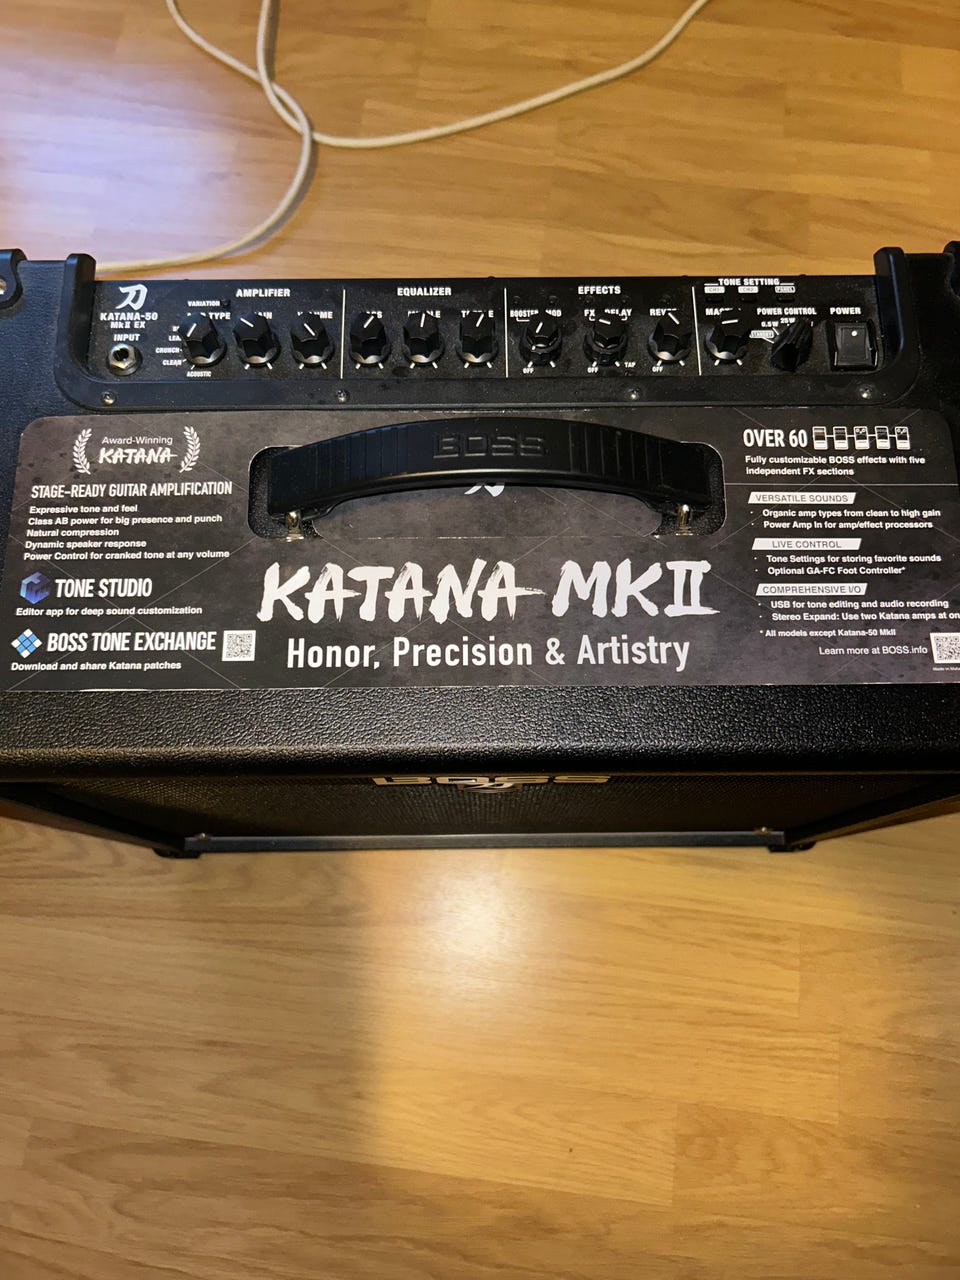 刀
KATANA-50
MkII EX
INPUT
AMPLIFIER
VARIATION
CRUNCH
CLEAN
ACOUSTIC
EQUALIZER
EFFECTS
BOOSTER
OFF
OFF
TAP
OFF
TONE SETTING
CH1
CH2
PANEL
POWER CONTROL
0.5W
25W
STANDBY
POWER
BOSS
Award-Winning
KATANA
STAGE-READY GUITAR AMPLIFICATION
Expressive tone and feel
Class AB power for big presence and punch
Natural compression
Dynamic speaker response
Power Control for cranked tone at any volume
TONE STUDIO
Editor app for deep sound customization
BOSS TONE EXCHANGE
Download and share Katana patches
KATANA MKII
Honor, Precision & Artistry
OVER 60
Fully customizable BOSS effects with five
independent FX sections
VERSATILE SOUNDS
· Organic amp types from clean to high gain
· Power Amp In for amp/effect processors
LIVE CONTROL
· Tone Settings for storing favorite sounds
· Optional GA-FC Foot Controller*
COMPREHENSIVE I/O
· USB for tone editing and audio recording
· Stereo Expand: Use two Katana amps at on
* All models except Katana-50 MkII
Learn more at BOSS.info
BOSS